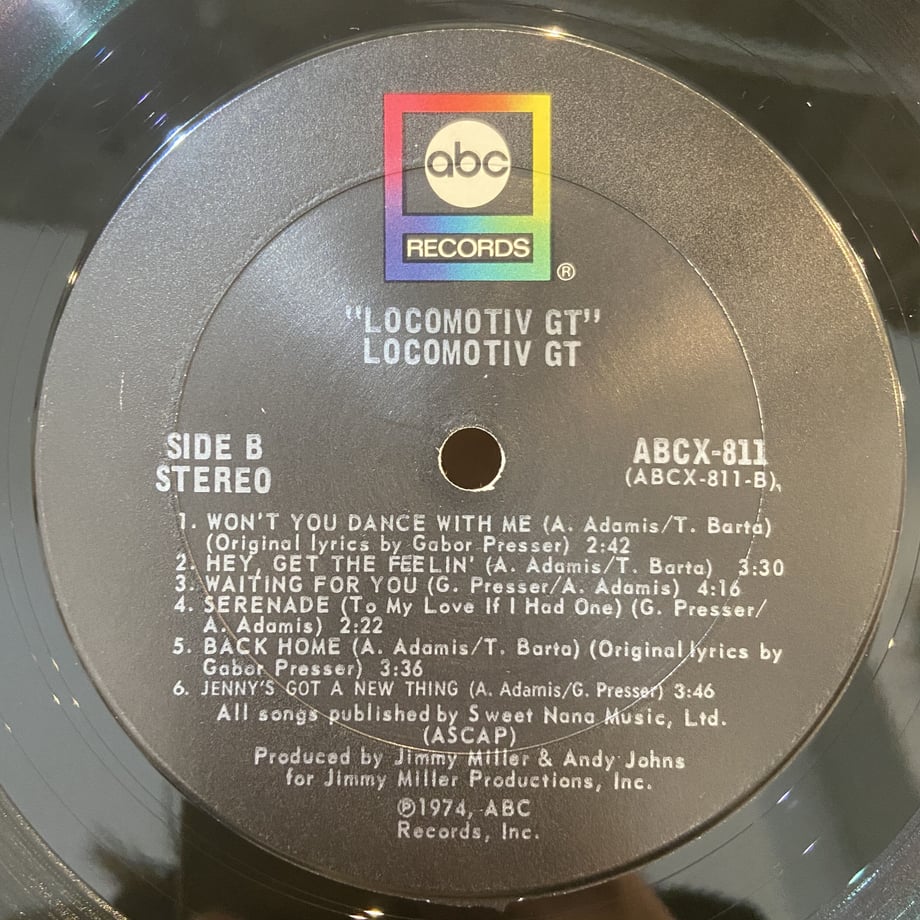 abc
RECORDS
®
"LOCOMOTIV GT"
LOCOMOTIV GT
SIDE B
STEREO
ABCX-811
(ABCX-811-B)
1. WON'T YOU DANCE WITH ME (A. Adamis/T. Barta)
(Original lyrics by Gabor Presser) 2:42
2. HEY, GET THE FEELIN' (A. Adamis/T. Barta) 3:30
3. WAITING FOR YOU (G. Presser/A. Adamis) 4:16
4. SERENADE (To My Love If I Had One) (G. Presser/
A. Adamis) 2:22
5. BACK HOME (A. Adamis/T. Barta) (Original lyrics by
Gabor Presser) 3:36
6. JENNY'S GOT A NEW THING (A. Adamis/G. Presser) 3:46
All songs published by Sweet Nana Music, Ltd.
(ASCAP)
Produced by Jimmy Miller & Andy Johns
for Jimmy Miller Productions, Inc.
℗1974, ABC
Records, Inc.